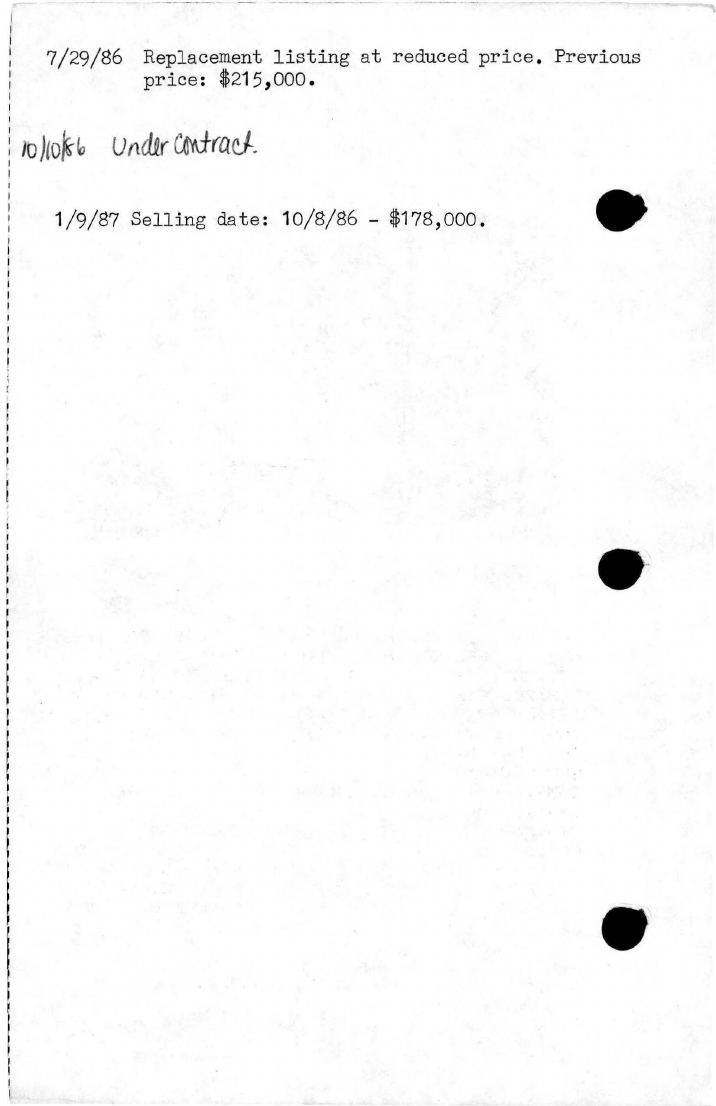 7/29/86 Replacement listing at reduced price. Previous
price: $215,000.
10/10/86 Under Contract.
1/9/87 Selling date: 10/8/86 - $178,000.